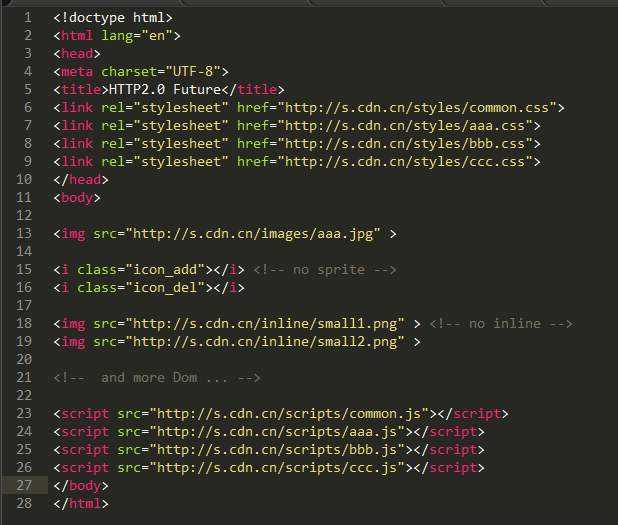 1 <!doctype html>
2 <html lang="en">
3 <head>
4 <meta charset="UTF-8">
5 <title>HTTP2.0 Future</title>
6 <link rel="stylesheet" href="http://s.cdn.cn/styles/common.css">
7 <link rel="stylesheet" href="http://s.cdn.cn/styles/aaa.css">
8 <link rel="stylesheet" href="http://s.cdn.cn/styles/bbb.css">
9 <link rel="stylesheet" href="http://s.cdn.cn/styles/ccc.css">
10 </head>
11 <body>
12
13 <img src="http://s.cdn.cn/images/aaa.jpg" >
14
15 <i class="icon_add"></i> <!-- no sprite -->
16 <i class="icon_del"></i>
17
18 <img src="http://s.cdn.cn/inline/small1.png" > <!-- no inline -->
19 <img src="http://s.cdn.cn/inline/small2.png" >
20
21 <!--  and more Dom ... -->
22
23 <script src="http://s.cdn.cn/scripts/common.js"></script>
24 <script src="http://s.cdn.cn/scripts/aaa.js"></script>
25 <script src="http://s.cdn.cn/scripts/bbb.js"></script>
26 <script src="http://s.cdn.cn/scripts/ccc.js"></script>
27 </body>
28 </html>